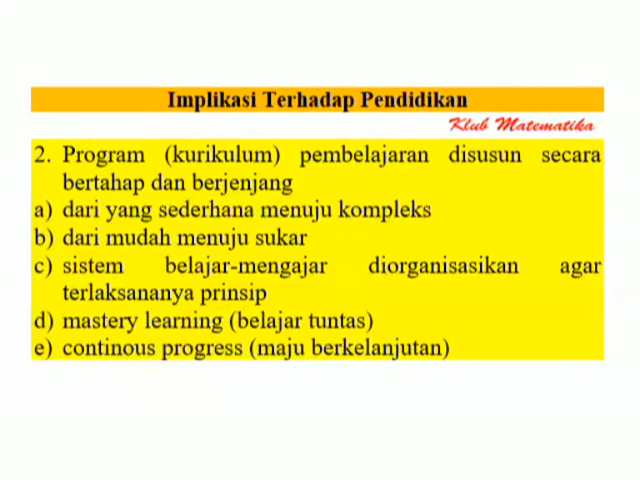 Implikasi Terhadap Pendidikan
Klub Matematika
2. Program (kurikulum) pembelajaran disusun secara
bertahap dan berjenjang
a) dari yang sederhana menuju kompleks
b) dari mudah menuju sukar
c) sistem belajar-mengajar diorganisasikan agar
terlaksananya prinsip
d) mastery learning (belajar tuntas)
e) continous progress (maju berkelanjutan)